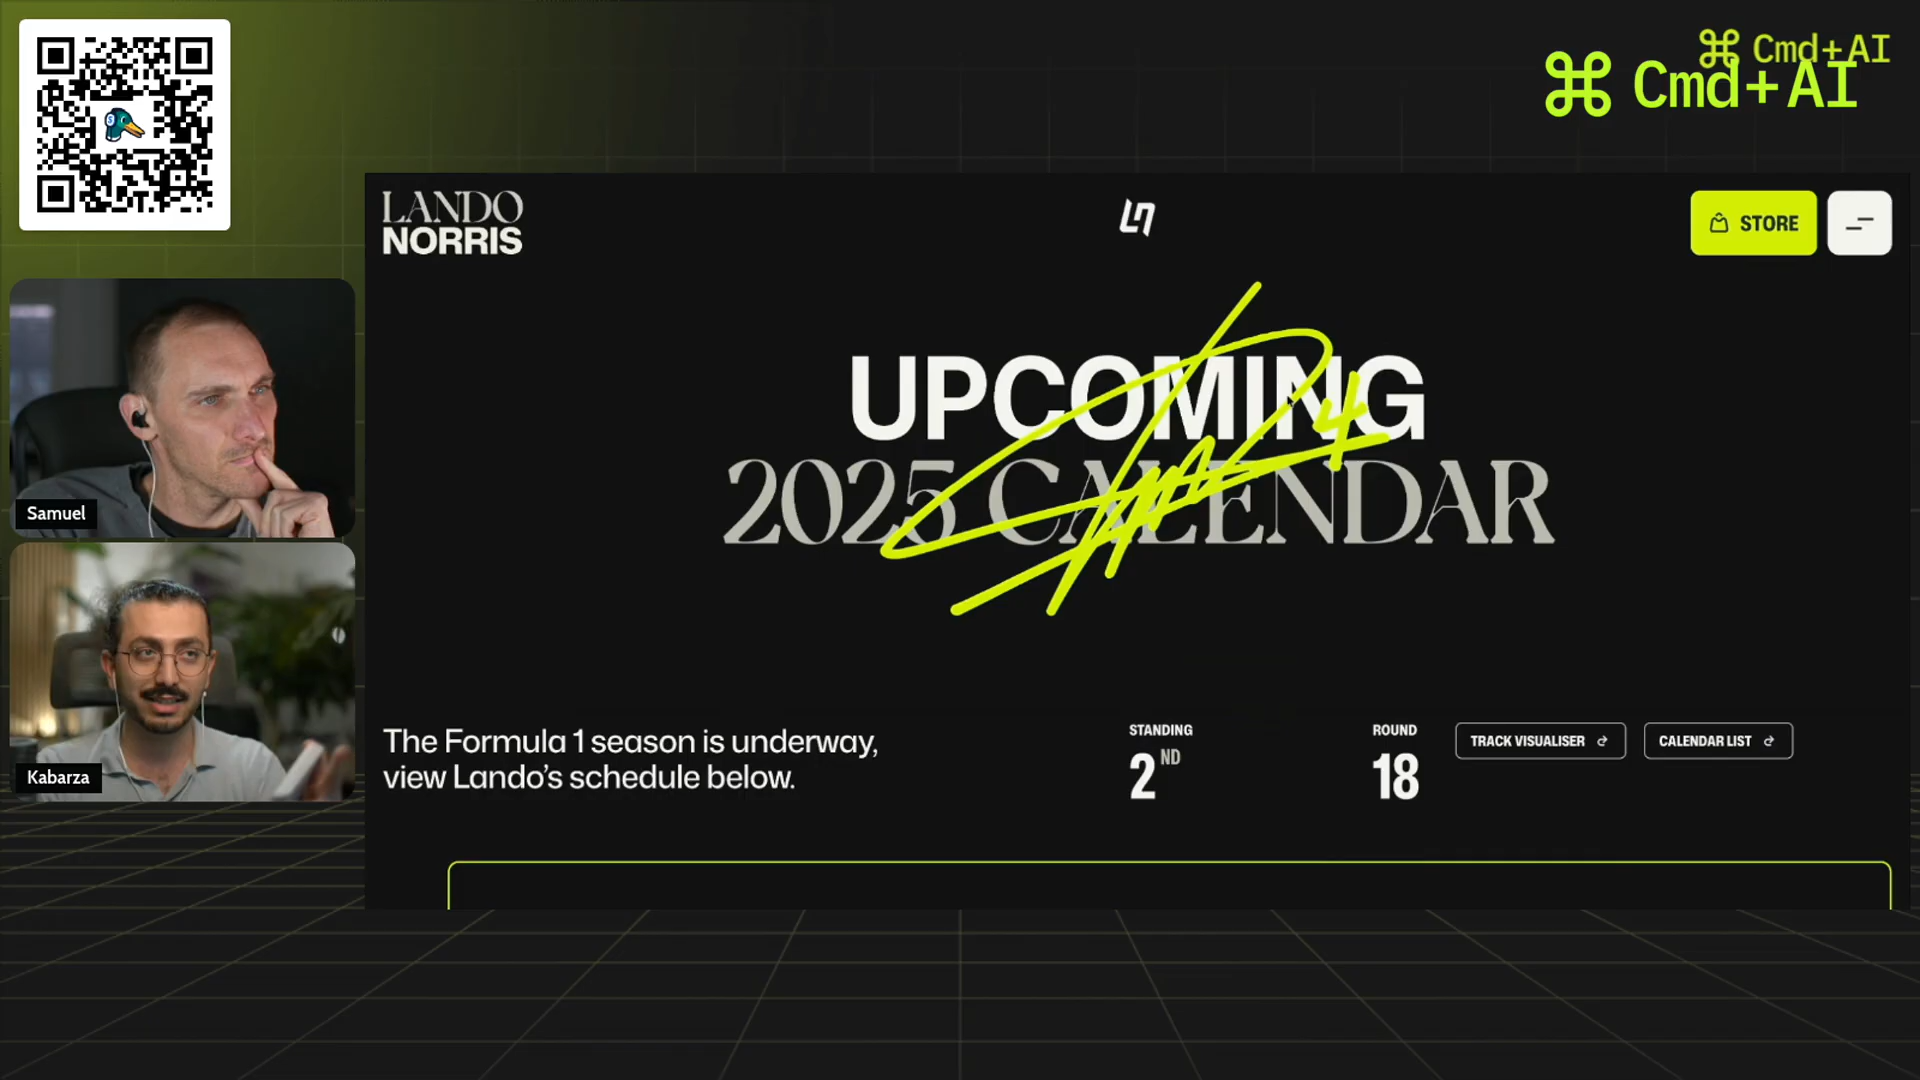 Cmd+AI
Cmd+AI
LANDO
NORRIS
STORE
UPCOMING
2025 CALENDAR
4
Samuel
Kabarza
The Formula 1 season is underway,
view Lando's schedule below.
STANDING
2ND
ROUND
18
TRACK VISUALISER
CALENDAR LIST